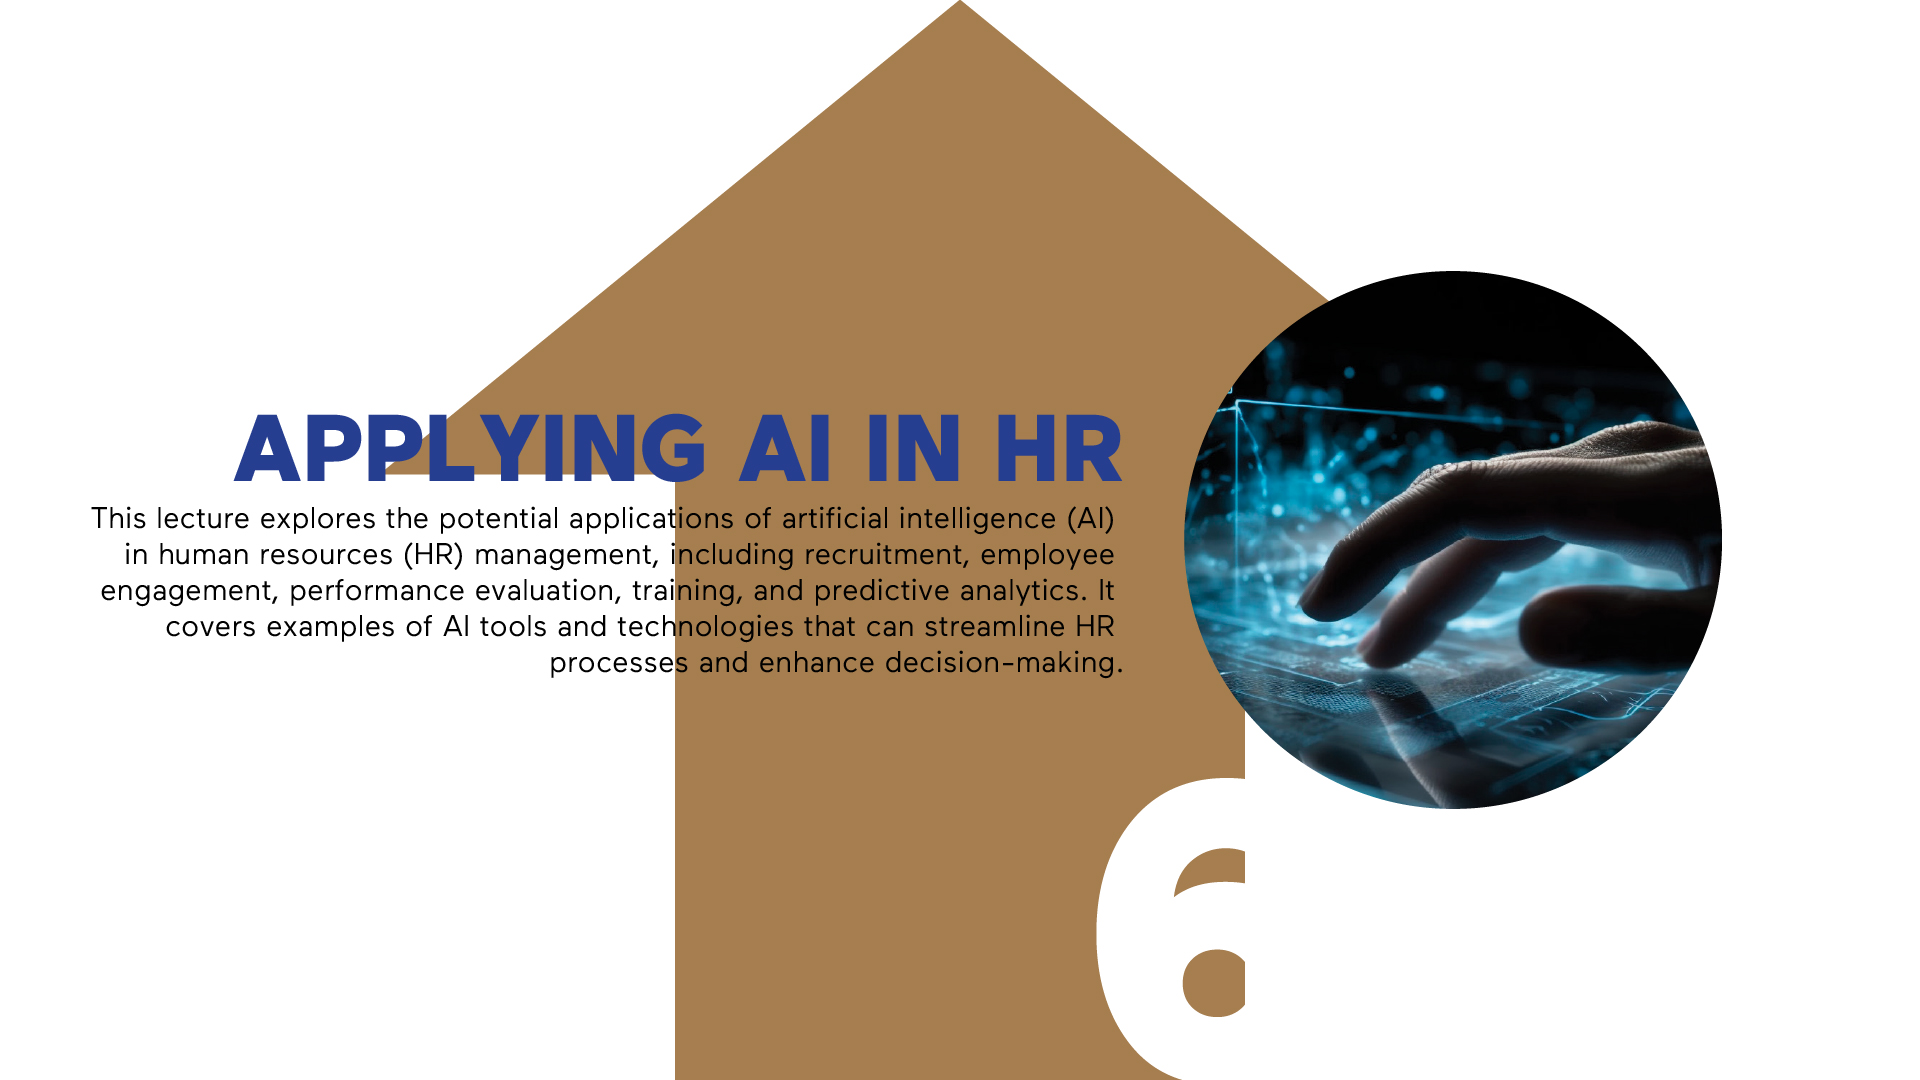 APPLYING AI IN HR
This lecture explores the potential applications of artificial intelligence (AI)
in human resources (HR) management, including recruitment, employee
engagement, performance evaluation, training, and predictive analytics. It
covers examples of AI tools and technologies that can streamline HR
processes and enhance decision-making.
6